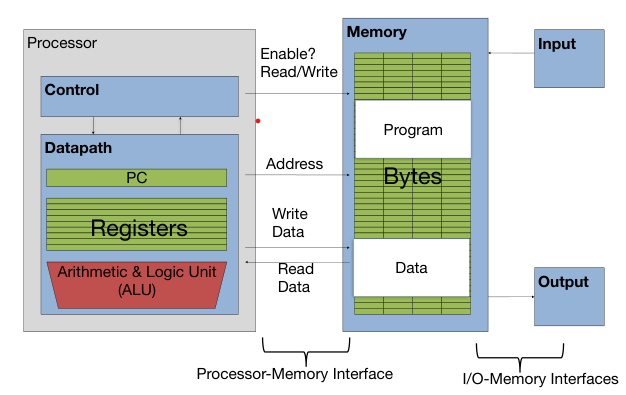 Processor
Control
Datapath
PC
Registers
Arithmetic & Logic Unit
(ALU)
Enable?
Read/Write
Address
Write
Data
Read
Data
Memory
Program
Bytes
Data
Input
Output
Processor-Memory Interface
I/O-Memory Interfaces